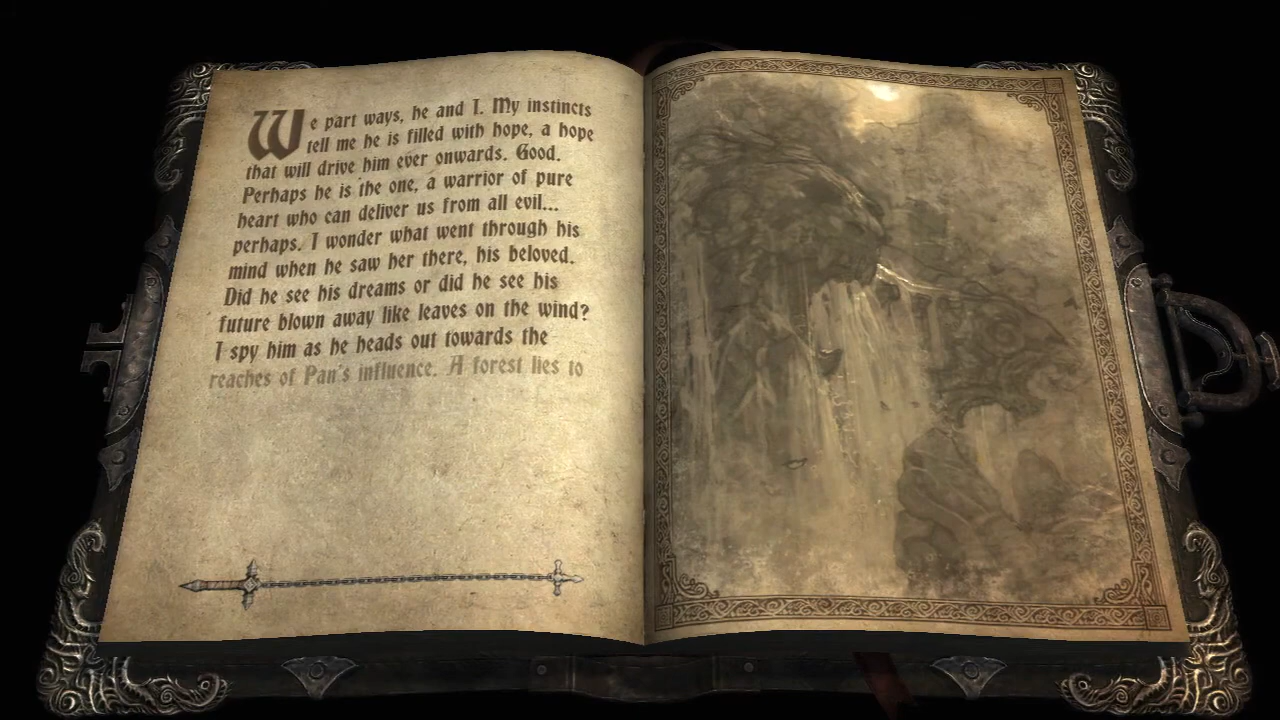 We part ways, he and I. My instincts
tell me he is filled with hope, a hope
that will drive him ever onwards. Good.
Perhaps he is the one, a warrior of pure
heart who can deliver us from all evil...
perhaps. I wonder what went through his
mind when he saw her there, his beloved.
Did he see his dreams or did he see his
future blown away like leaves on the wind?
I spy him as he heads out towards the
reaches of Pan's influence. A forest lies to